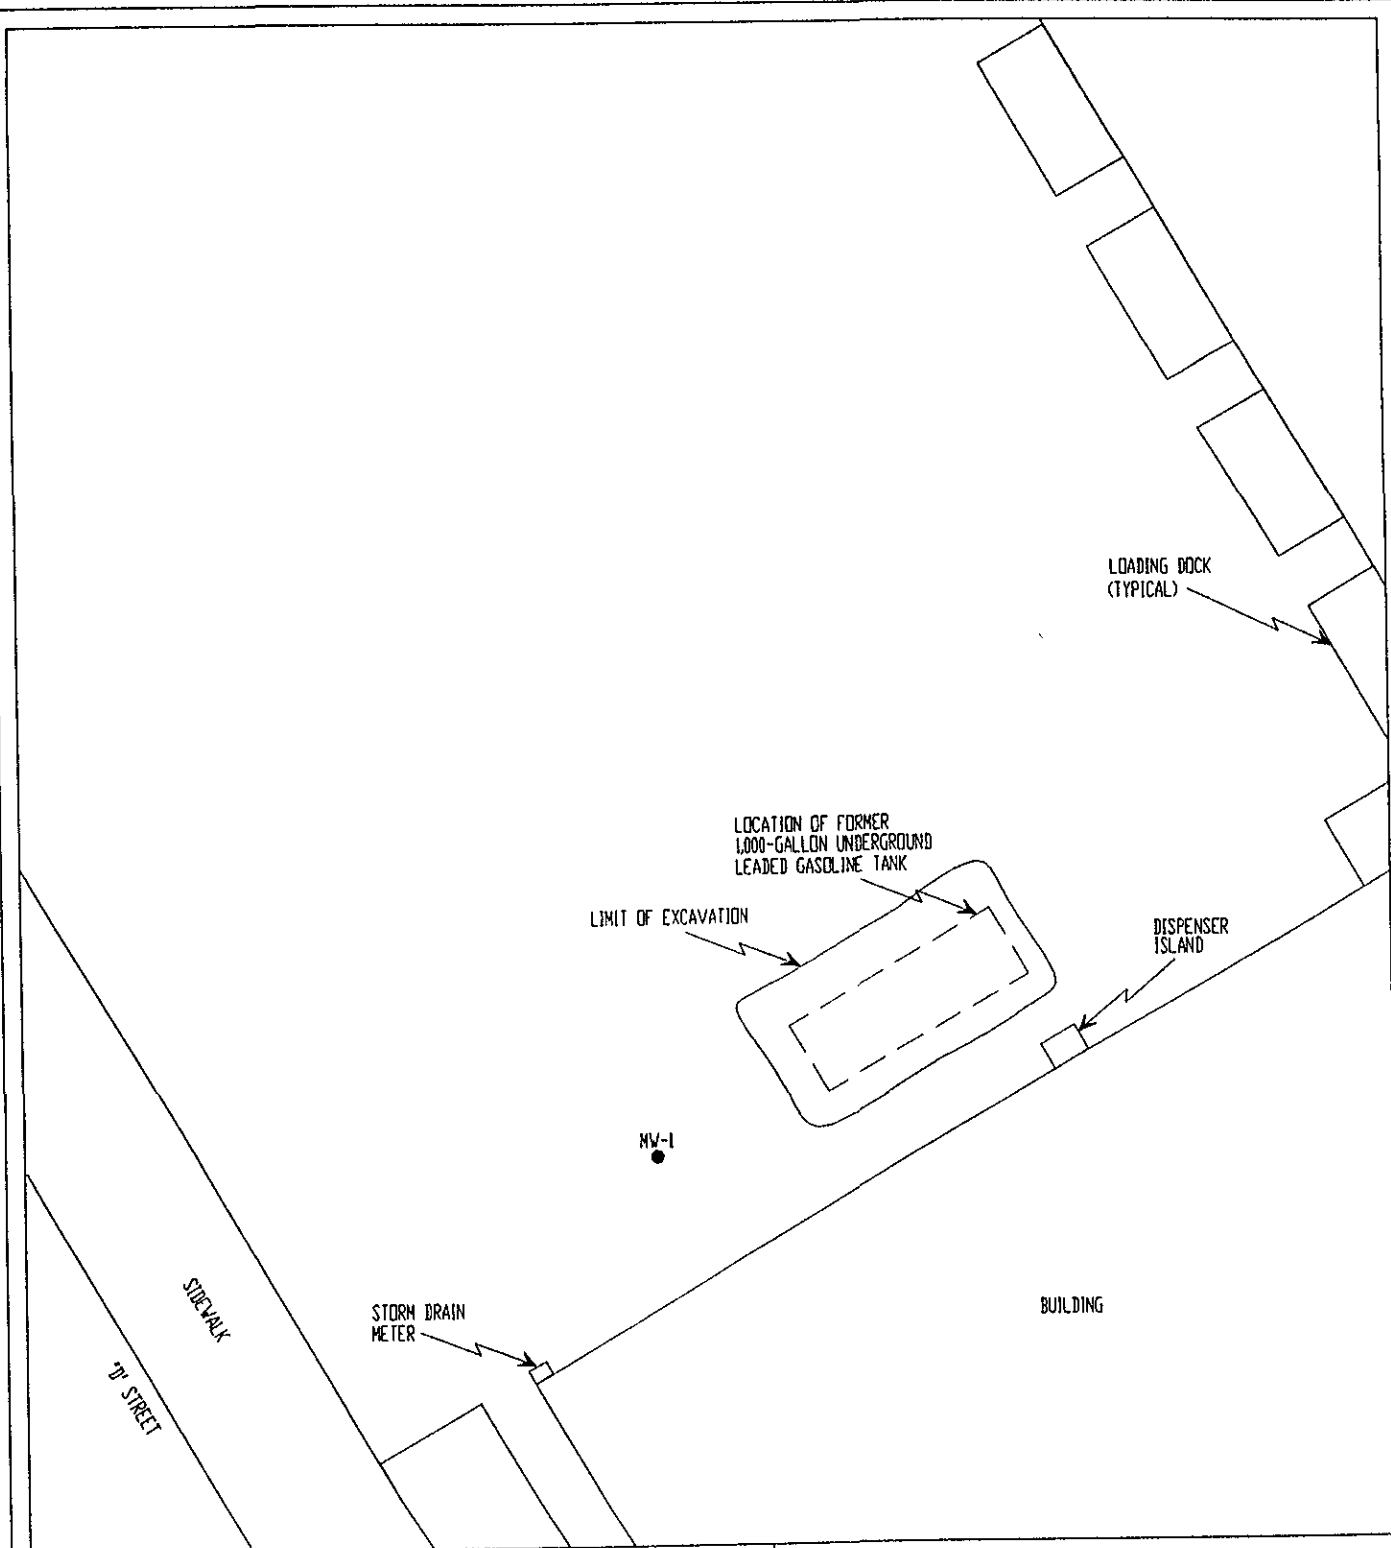 LOADING DOCK
(TYPICAL)
LOCATION OF FORMER
1,000-GALLON UNDERGROUND
LEADED GASOLINE TANK
LIMIT OF EXCAVATION
DISPENSER
ISLAND
MW-1
SIDEWALK
"D" STREET
STORM DRAIN
METER
BUILDING